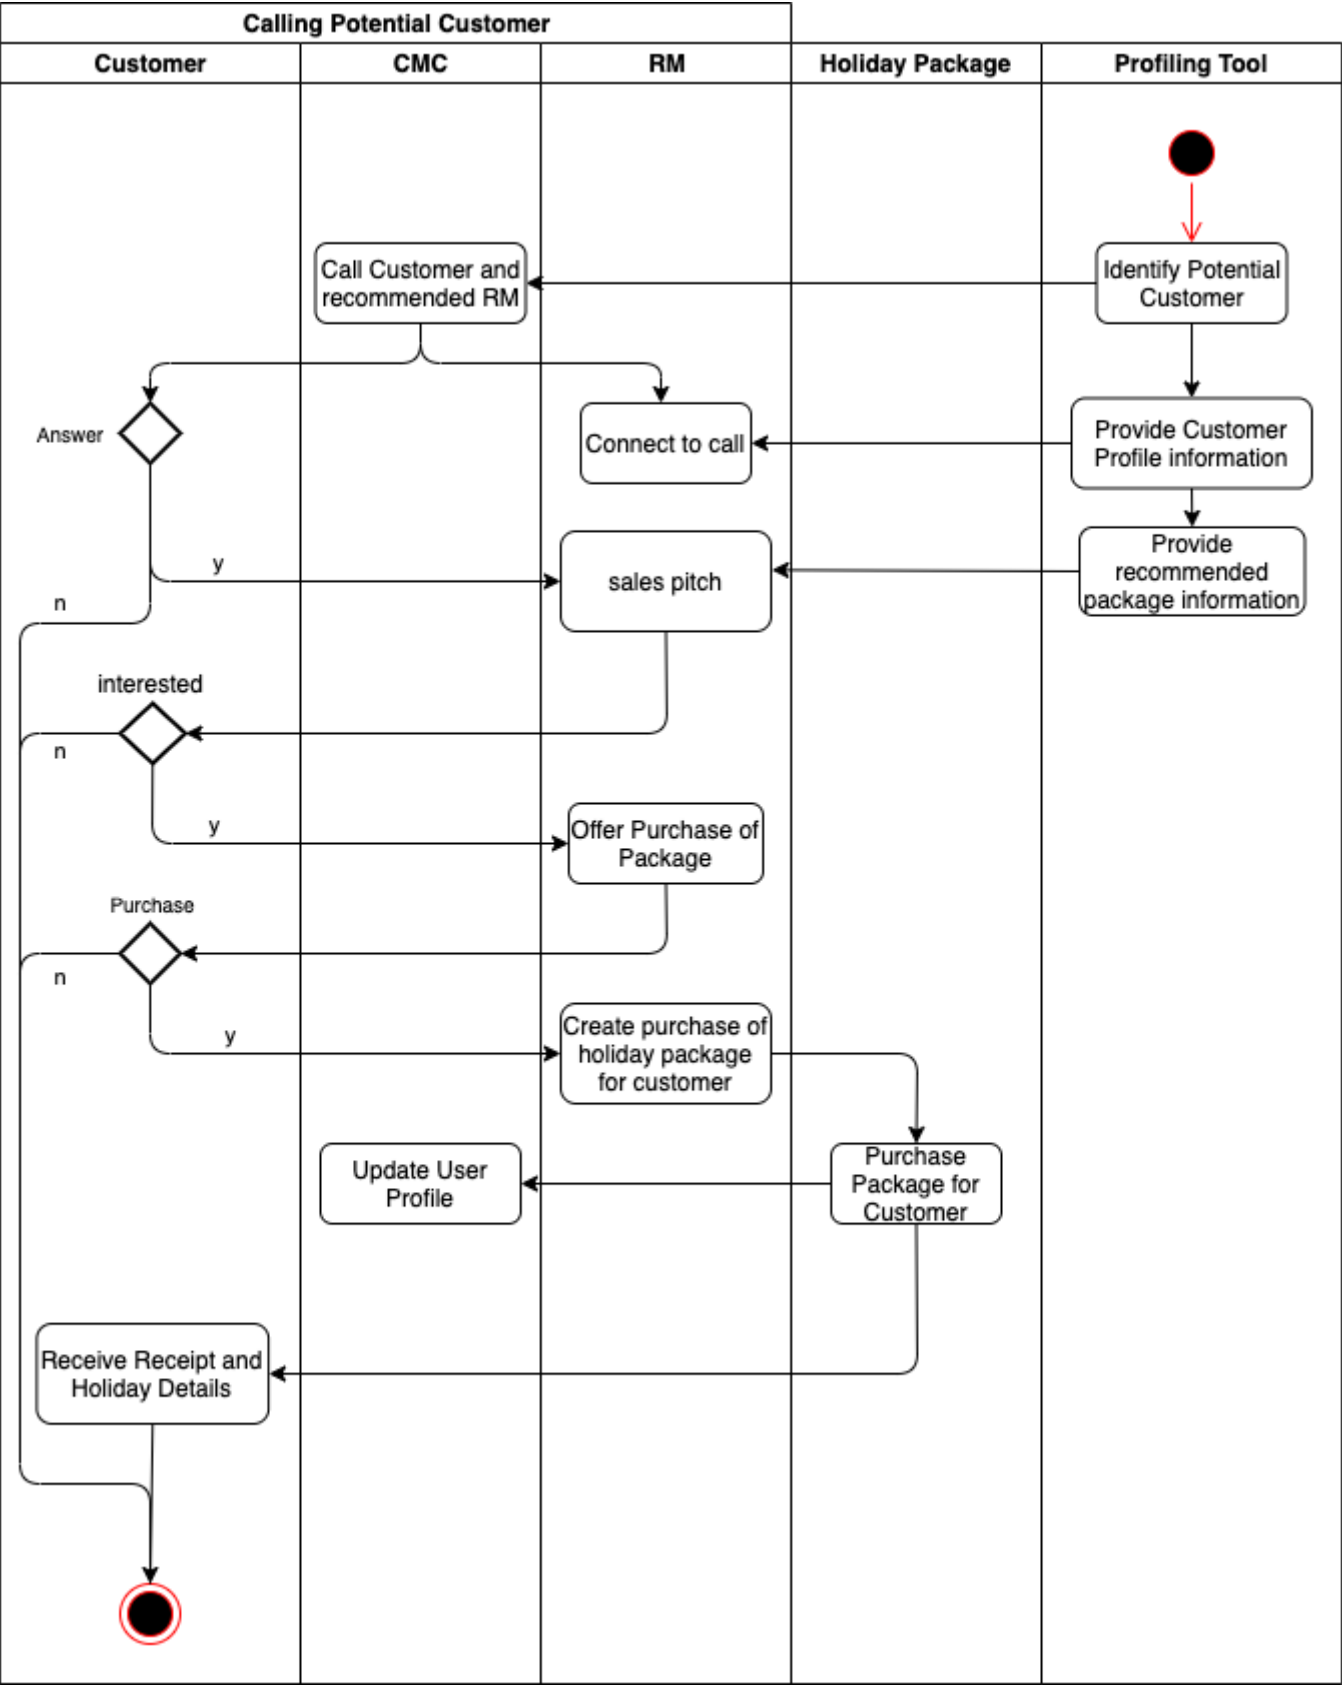 Calling Potential Customer
Customer
CMC
RM
Holiday Package
Profiling Tool
Call Customer and
recommended RM
Identify Potential
Customer
Answer
Connect to call
Provide Customer
Profile information
y
sales pitch
Provide
recommended
package information
n
interested
n
y
Offer Purchase of
Package
Purchase
n
y
Create purchase of
holiday package
for customer
Update User
Profile
Purchase
Package for
Customer
Receive Receipt and
Holiday Details